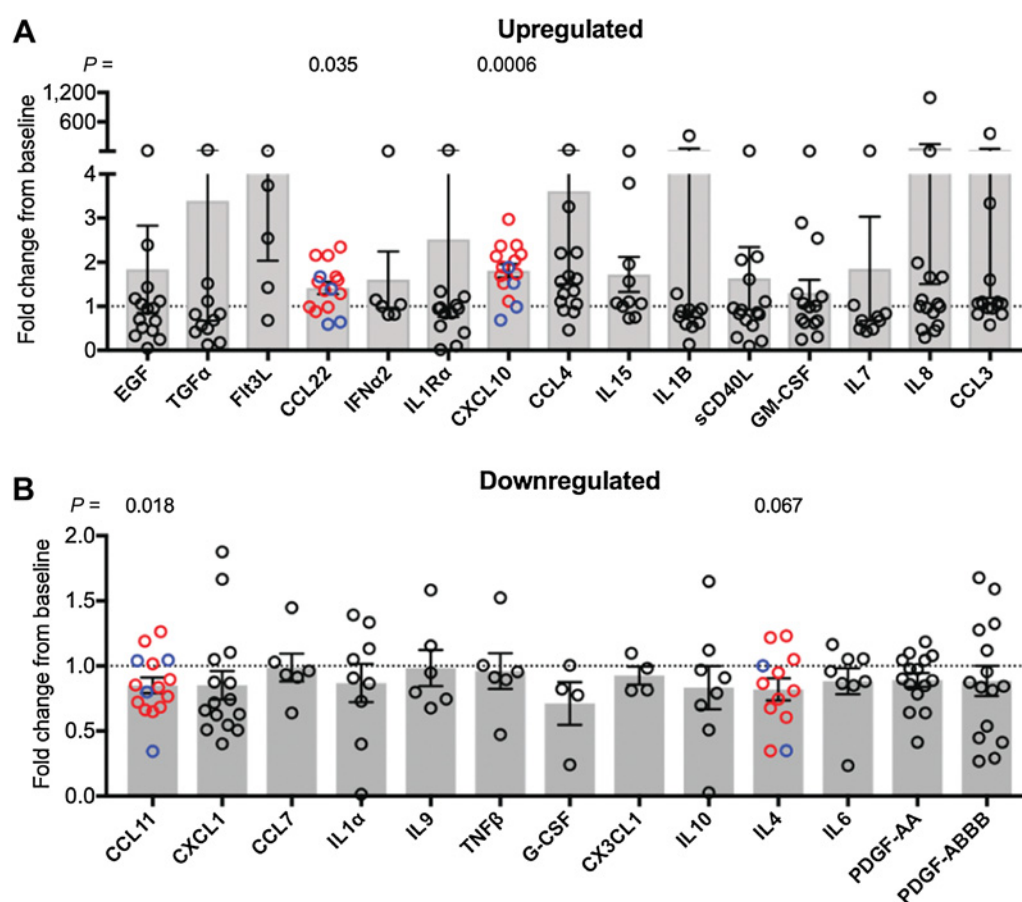 A
Upregulated
P =
0.035
0.0006
1,200
600
4
3
2
1
0
Fold change from baseline
EGF
TGFα
Flt3L
CCL22
IFNα2
IL1Rα
CXCL10
CCL4
IL15
IL1B
sCD40L
GM-CSF
IL7
IL8
CCL3
B
Downregulated
P =
0.018
0.067
2.0
1.5
1.0
0.5
0.0
Fold change from baseline
CCL11
CXCL1
CCL7
IL1α
IL9
TNFβ
G-CSF
CX3CL1
IL10
IL4
IL6
PDGF-AA
PDGF-ABBB